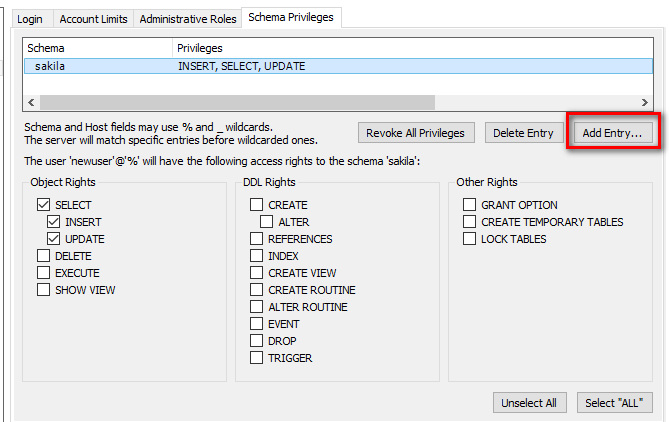 Login Account Limits Administrative Roles Schema Privileges
Schema Privileges
sakila INSERT, SELECT, UPDATE
Schema and Host fields may use % and _ wildcards.
The server will match specific entries before wildcarded ones.
Revoke All Privileges Delete Entry Add Entry...
The user 'newuser'@'%' will have the following access rights to the schema 'sakila':
Object Rights
SELECT
INSERT
UPDATE
DELETE
EXECUTE
SHOW VIEW
DDL Rights
CREATE
ALTER
REFERENCES
INDEX
CREATE VIEW
CREATE ROUTINE
ALTER ROUTINE
EVENT
DROP
TRIGGER
Other Rights
GRANT OPTION
CREATE TEMPORARY TABLES
LOCK TABLES
Unselect All Select "ALL"